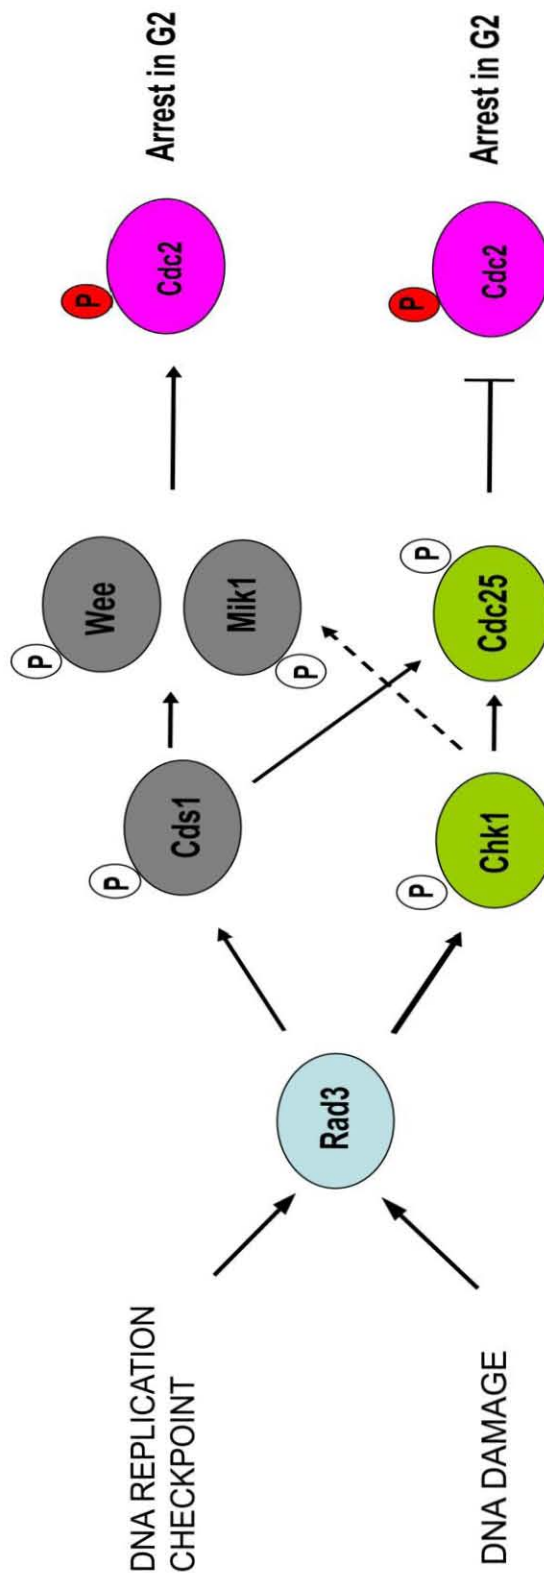 DNA REPLICATION
CHECKPOINT
DNA DAMAGE
Rad3
P
Cds1
P
Chk1
P
Wee
Mik1
P
P
Cdc25
P
Cdc2
Arrest in G2
P
Cdc2
Arrest in G2